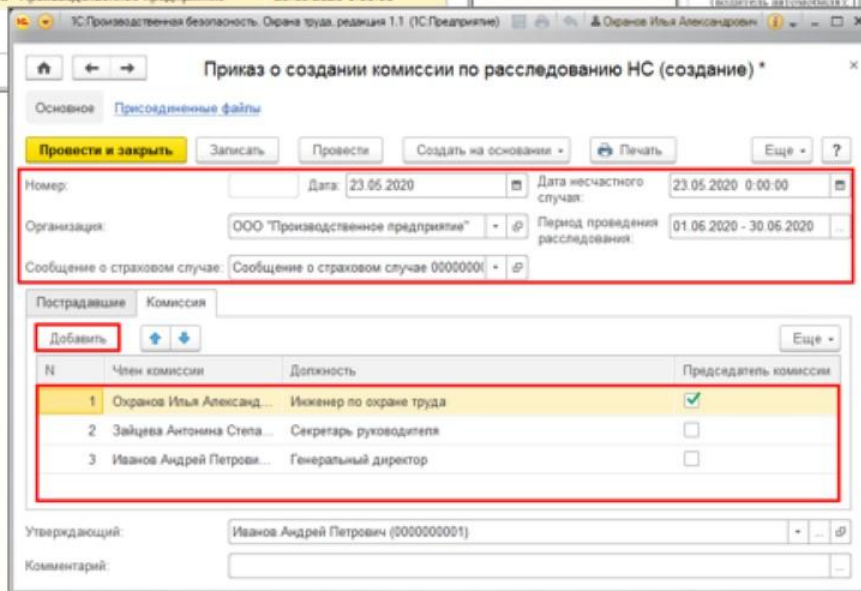 1С:Производственная безопасность. Охрана труда, редакция 1.1 (1С:Предприятие) Охранов Илья Александрович
Приказ о создании комиссии по расследованию НС (создание) *
Основное Присоединенные файлы
Провести и закрыть Записать Провести Создать на основании Печать Еще ?
Номер: Дата: 23.05.2020 Дата несчастного случая: 23.05.2020 0:00:00
Организация: ООО "Производственное предприятие" Период проведения расследования: 01.06.2020 - 30.06.2020 ...
Сообщение о страховом случае: Сообщение о страховом случае 0000000
Пострадавшие Комиссия
Добавить Еще
N Член комиссии Должность Председатель комиссии
1 Охранов Илья Александ... Инженер по охране труда
2 Зайцева Антонина Степа... Секретарь руководителя
3 Иванов Андрей Петрови... Генеральный директор
Утверждающий: Иванов Андрей Петрович (0000000001) ...
Комментарий: ...